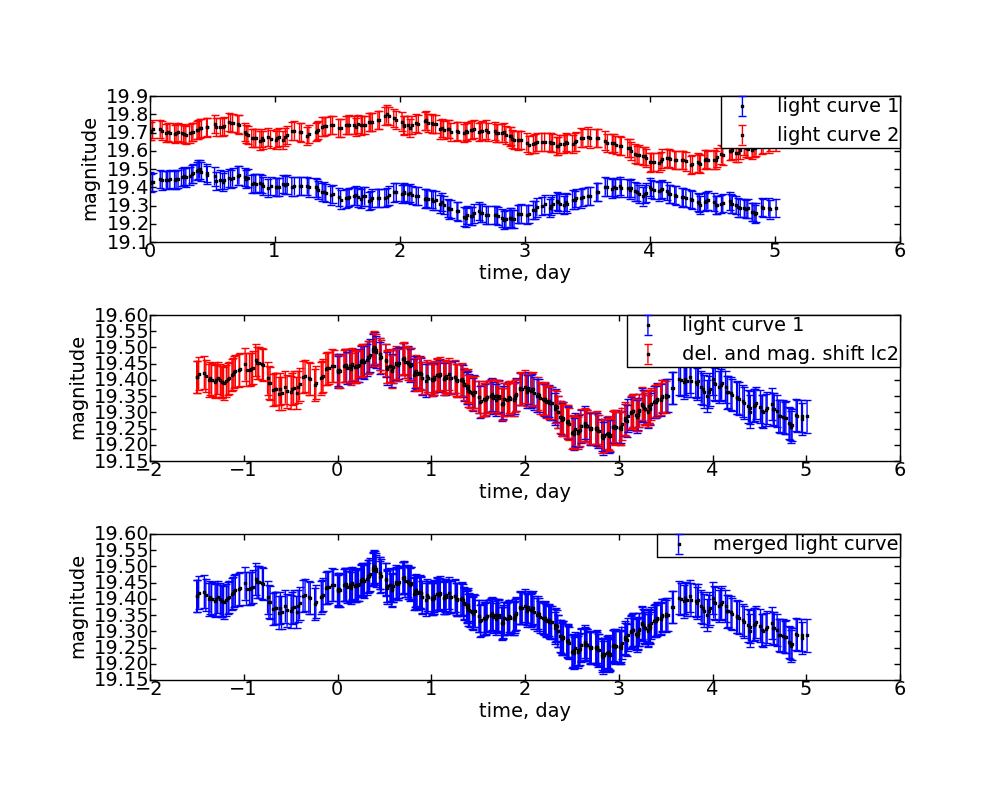 19.9
19.8
19.7
19.6
19.5
19.4
19.3
19.2
19.1
magnitude
light curve 1
light curve 2
0 1 2 3 4 5 6
time, day
19.60
19.55
19.50
19.45
19.40
19.35
19.30
19.25
19.20
19.15
magnitude
light curve 1
del. and mag. shift lc2
−2 −1 0 1 2 3 4 5 6
time, day
19.60
19.55
19.50
19.45
19.40
19.35
19.30
19.25
19.20
19.15
magnitude
merged light curve
−2 −1 0 1 2 3 4 5 6
time, day